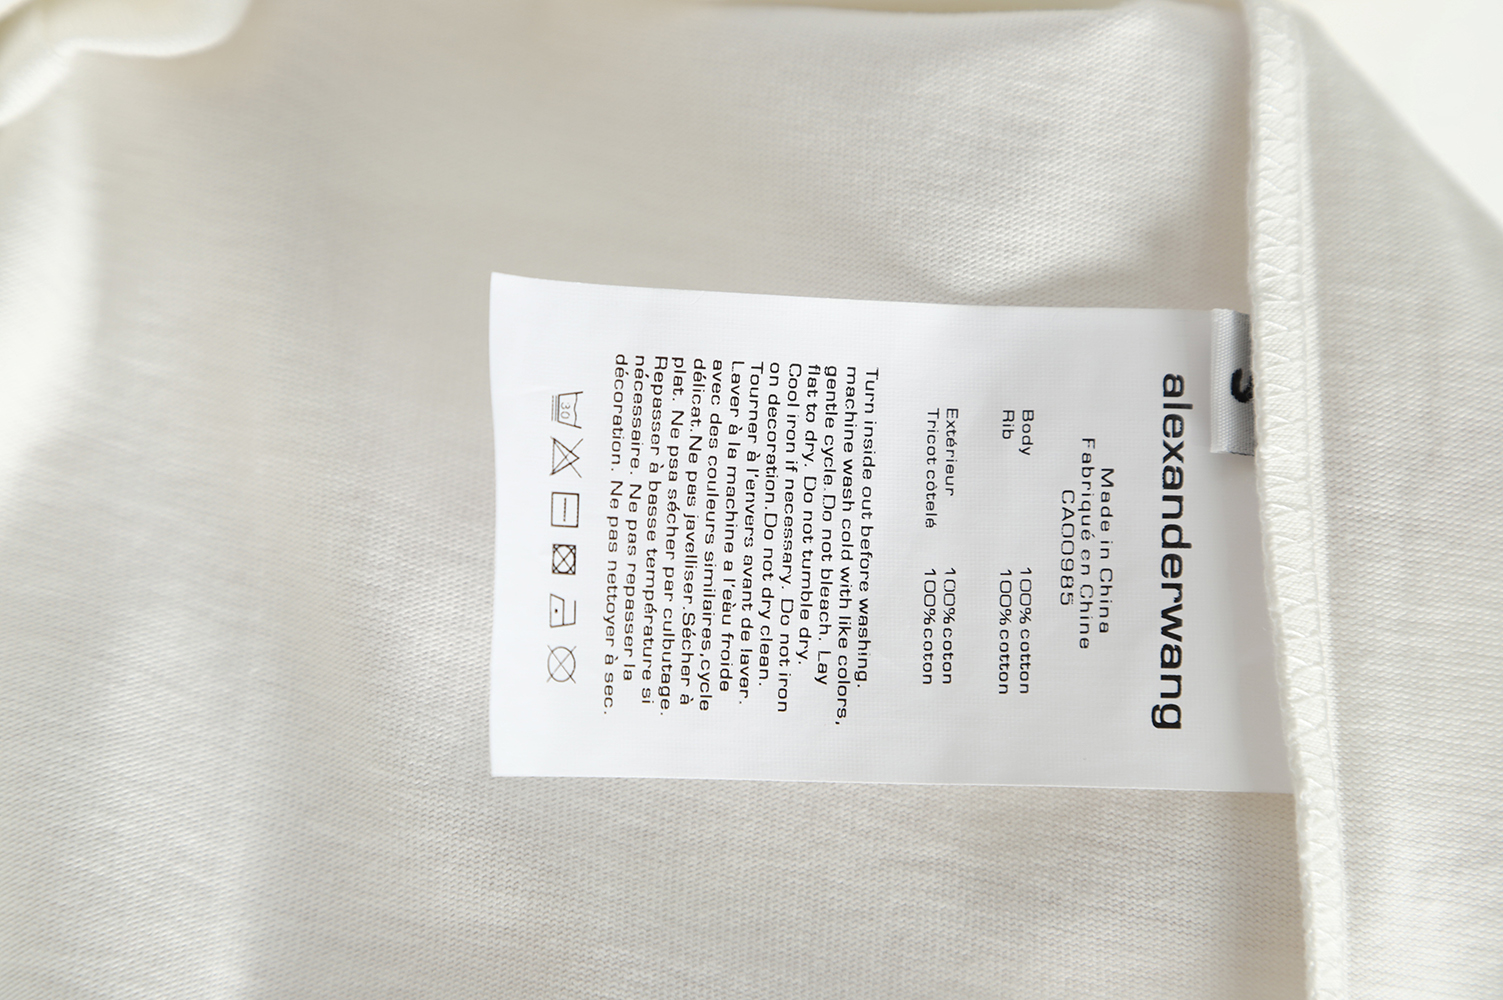 alexanderwang
Made in China
Fabriqué en Chine
CA00985
Body 100%cotton
Rib 100%cotton
Extérieur 100%coton
Tricot côtelé 100%coton
Turn inside out before washing.
machine wash cold with like colors,
gentle cycle. Do not bleach. Lay
flat to dry. Do not tumble dry.
Cool iron if necessary. Do not iron
on decoration.Do not dry clean.
Tourner à l'envers avant de laver.
Laver à la machine a l'eàu froide
avec des couleurs similaires,cycle
délicat.Ne pas javelliser.Sécher à
plat. Ne psa sécher par culbutage.
Repasser à basse température si
nécessaire. Ne pas repasser la
décoration. Ne pas nettoyer à sec.
30